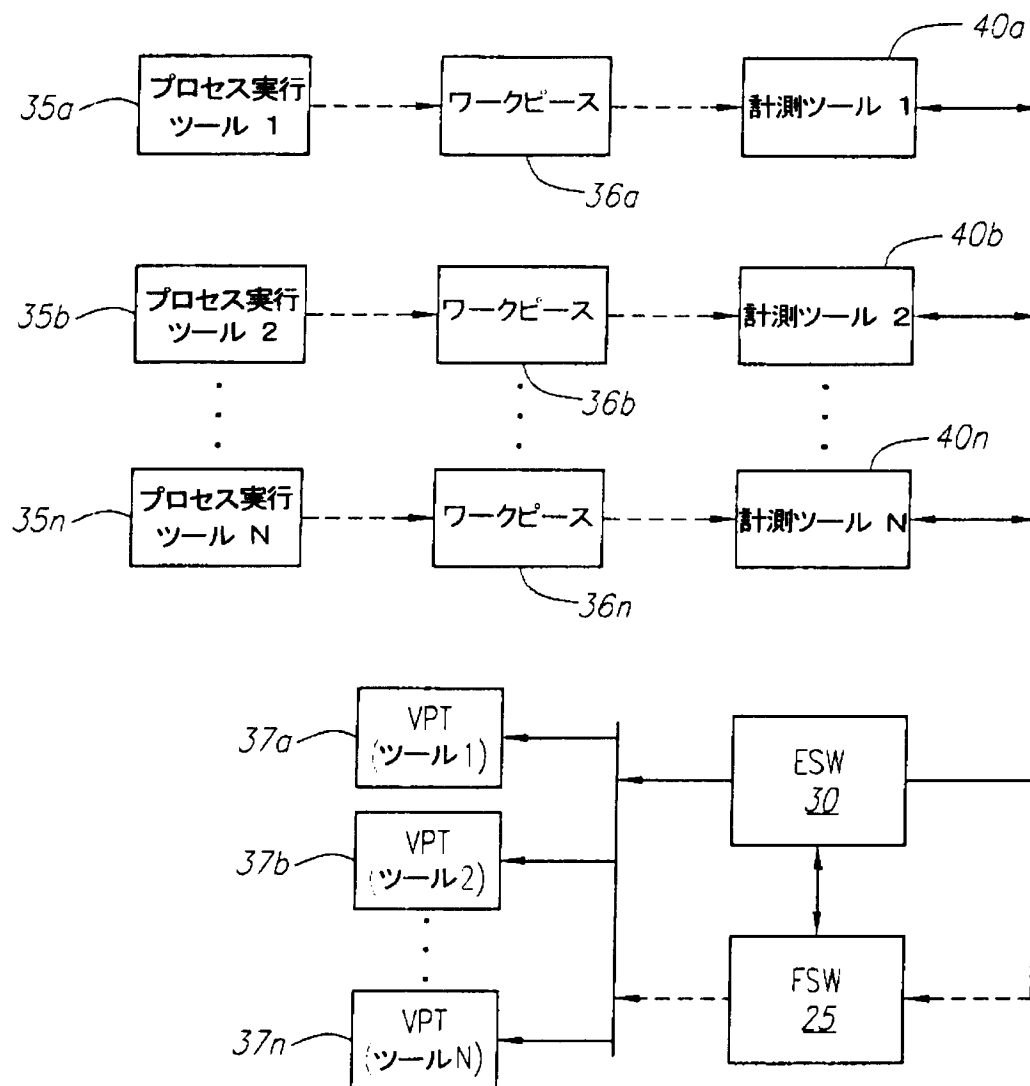 40a
35a
プロセス実行
ツール 1
ワークピース
計測ツール 1
36a
40b
35b
プロセス実行
ツール 2
ワークピース
計測ツール 2
36b
40n
35n
プロセス実行
ツール N
ワークピース
計測ツール N
36n
37a
VPT
(ツール1)
ESW
30
37b
VPT
(ツール2)
FSW
25
37n
VPT
(ツールN)